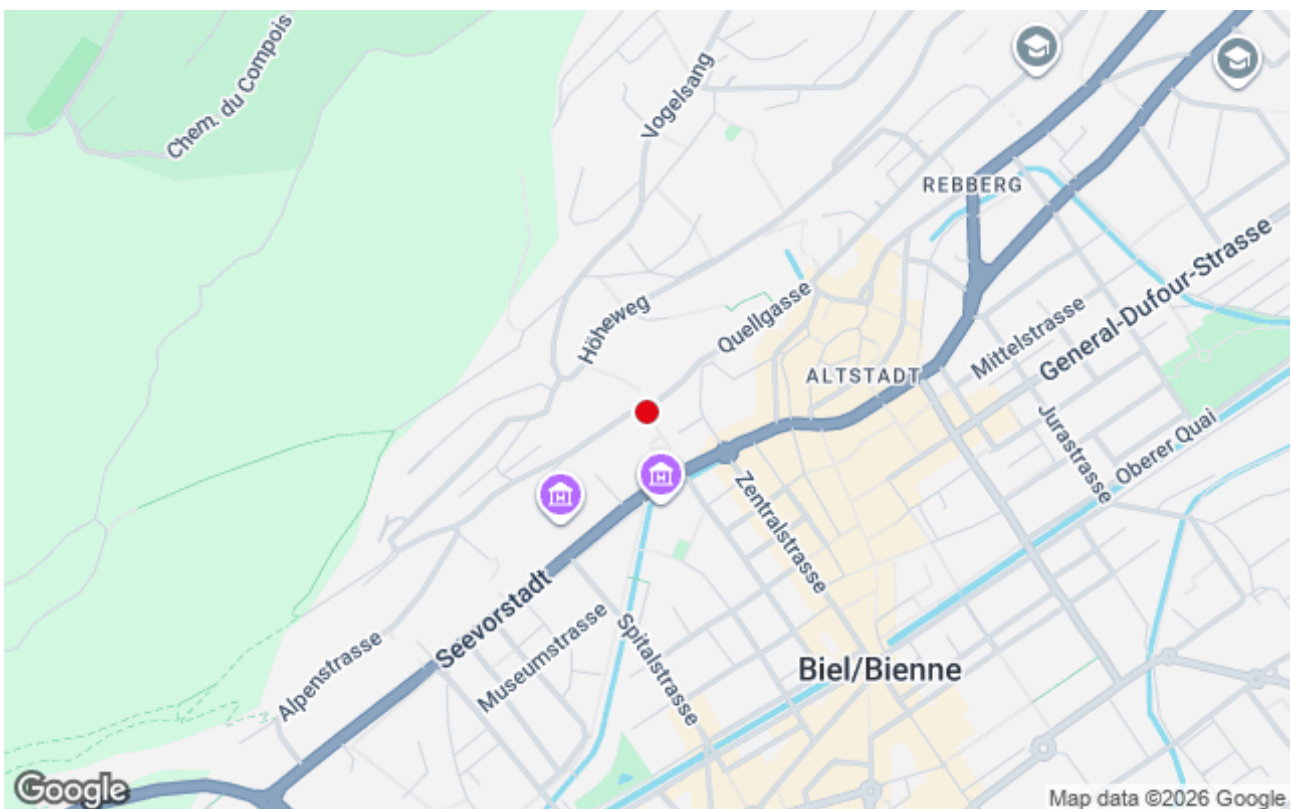 Chem. du Compois
Vogelsang
REBBERG
General-Dufour-Strasse
Höheweg
Quellgasse
Mittelstrasse
ALTSTADT
Jurastrasse
Oberer Quai
Zentralstrasse
Seevorstadt
Museumstrasse
Spitalstrasse
Alpenstrasse
Biel/Bienne
Google
Map data ©2026 Google